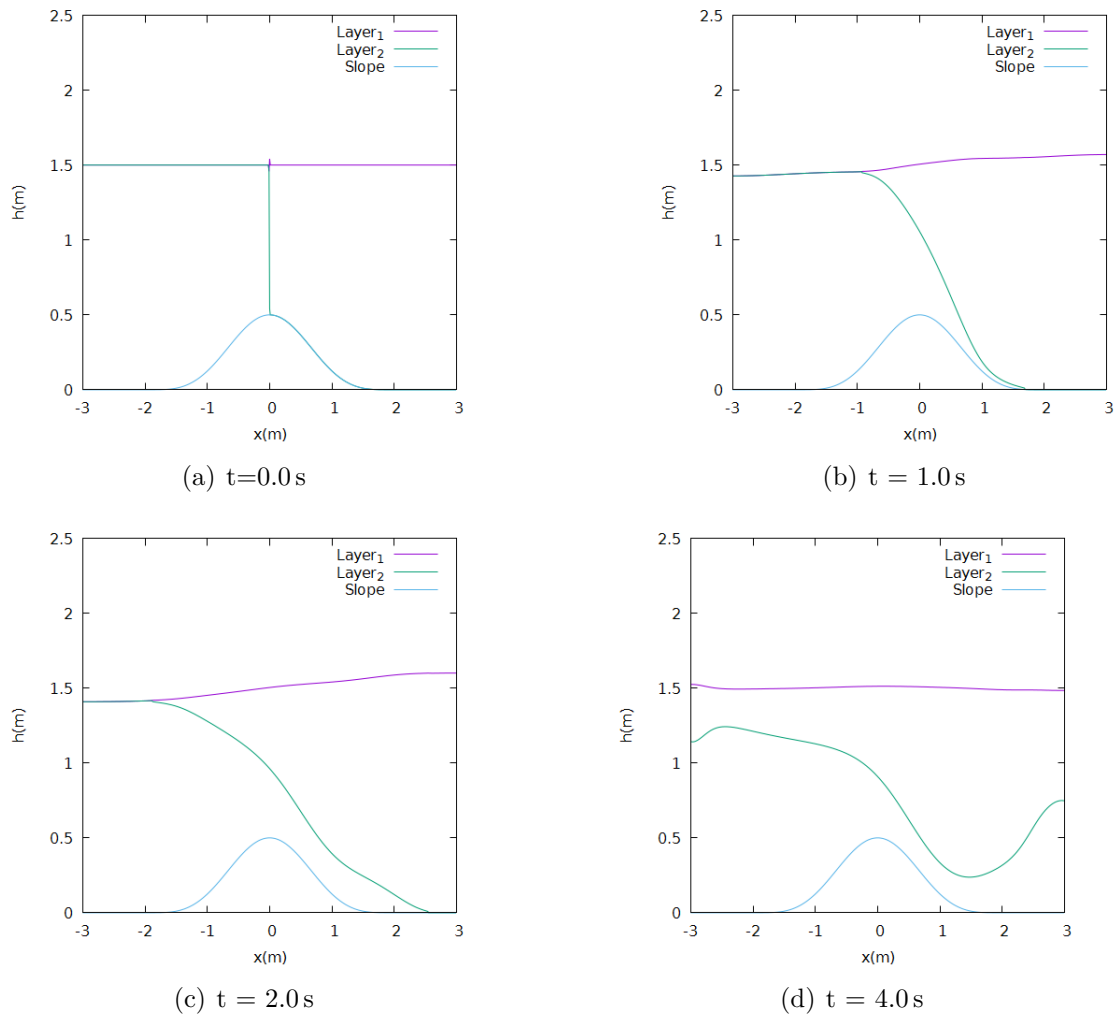 2.5
2
1.5
1
0.5
0
h(m)
-3 -2 -1 0 1 2 3
x(m)
Layer₁
Layer₂
Slope
(a) t=0.0 s
2.5
2
1.5
1
0.5
0
h(m)
-3 -2 -1 0 1 2 3
x(m)
Layer₁
Layer₂
Slope
(b) t = 1.0 s
2.5
2
1.5
1
0.5
0
h(m)
-3 -2 -1 0 1 2 3
x(m)
Layer₁
Layer₂
Slope
(c) t = 2.0 s
2.5
2
1.5
1
0.5
0
h(m)
-3 -2 -1 0 1 2 3
x(m)
Layer₁
Layer₂
Slope
(d) t = 4.0 s